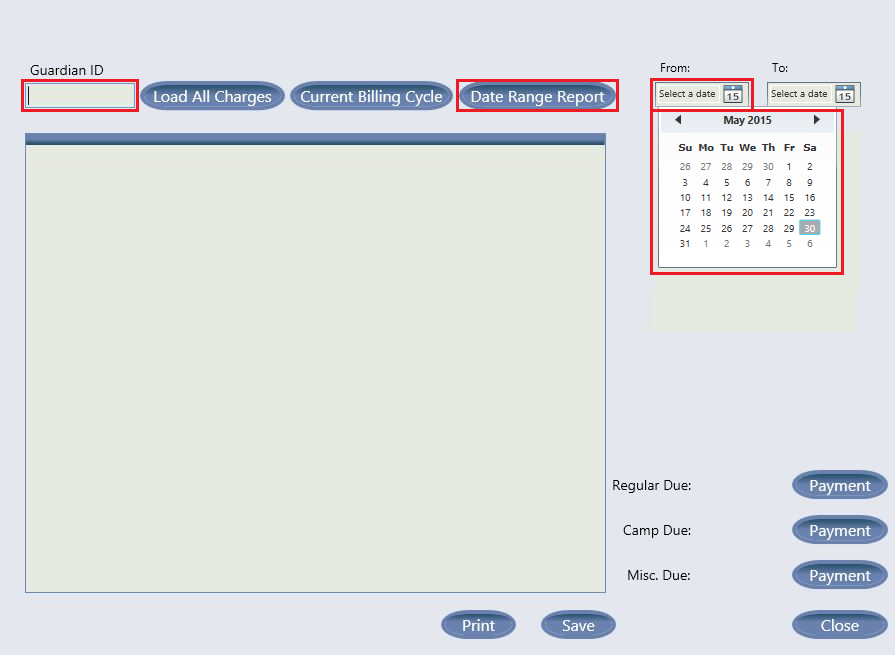 Guardian ID
From: To:
Load All Charges Current Billing Cycle Date Range Report
Select a date 15 Select a date 15
May 2015
Su Mo Tu We Th Fr Sa
26 27 28 29 30 1 2
3 4 5 6 7 8 9
10 11 12 13 14 15 16
17 18 19 20 21 22 23
24 25 26 27 28 29 30
31 1 2 3 4 5 6
Regular Due: Payment
Camp Due: Payment
Misc. Due: Payment
Print Save Close